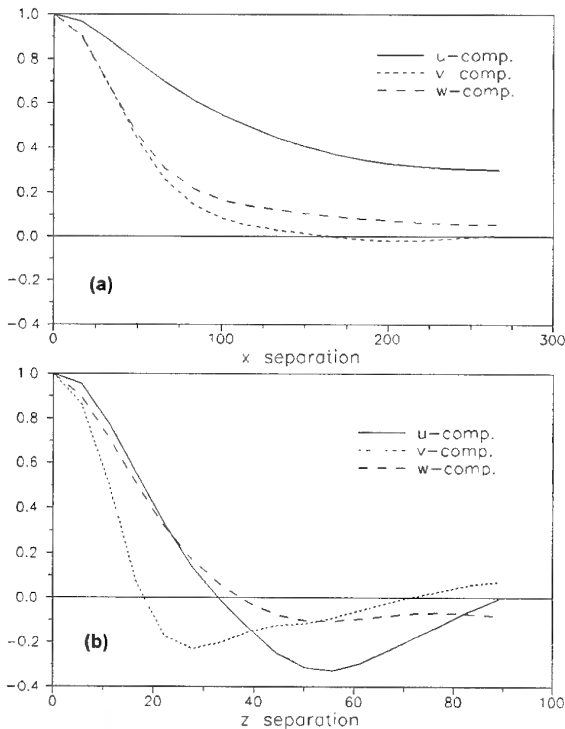 1.0
0.8
0.6
0.4
0.2
0.0
−0.2
−0.4
u−comp.
v comp.
w−comp.
(a)
0 100 200 300
x separation
1.0
0.8
0.6
0.4
0.2
0.0
−0.2
−0.4
u−comp.
v−comp.
w−comp.
(b)
0 20 40 60 80 100
z separation